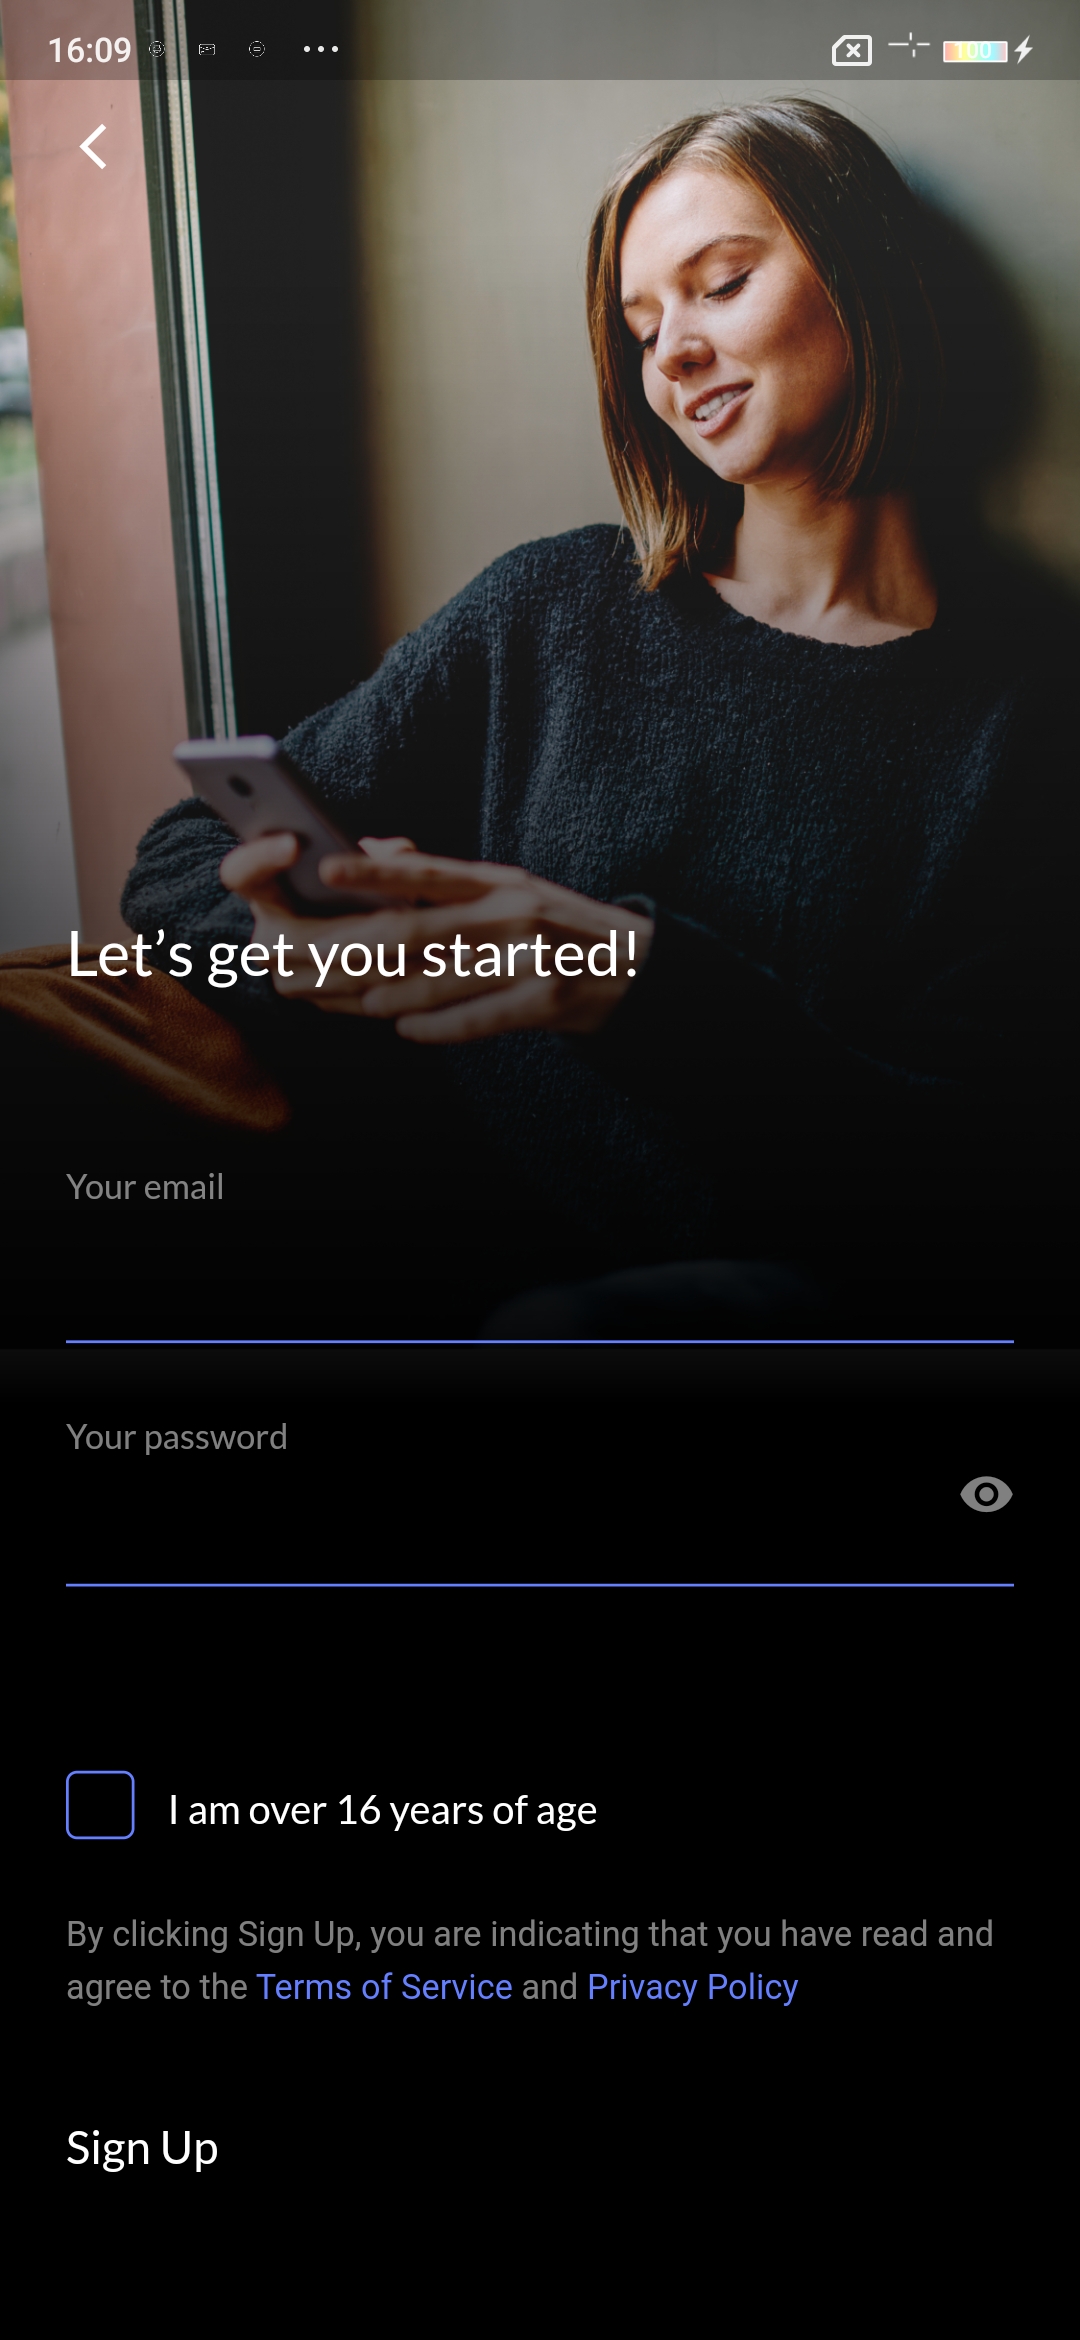 16:09
100
Let’s get you started!
Your email
Your password
I am over 16 years of age
By clicking Sign Up, you are indicating that you have read and
agree to the Terms of Service and Privacy Policy
Sign Up